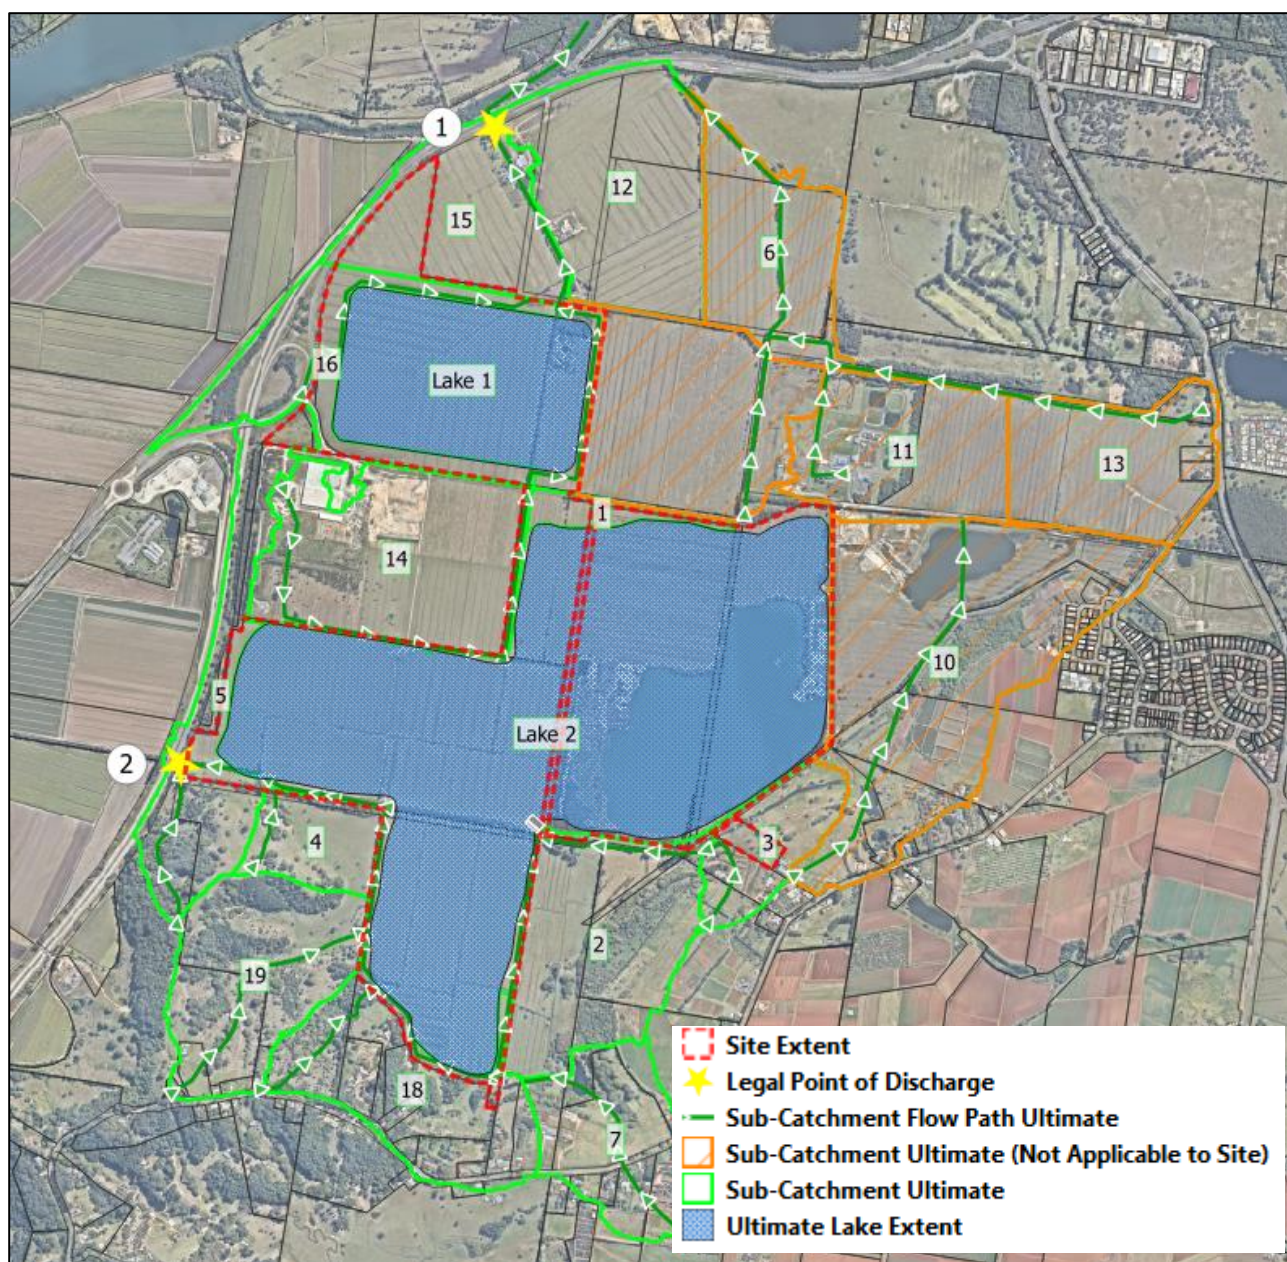 1
12
15
6
16
Lake 1
11
13
1
14
10
5
Lake 2
2
3
4
2
19
18
7
Site Extent
Legal Point of Discharge
Sub-Catchment Flow Path Ultimate
Sub-Catchment Ultimate (Not Applicable to Site)
Sub-Catchment Ultimate
Ultimate Lake Extent